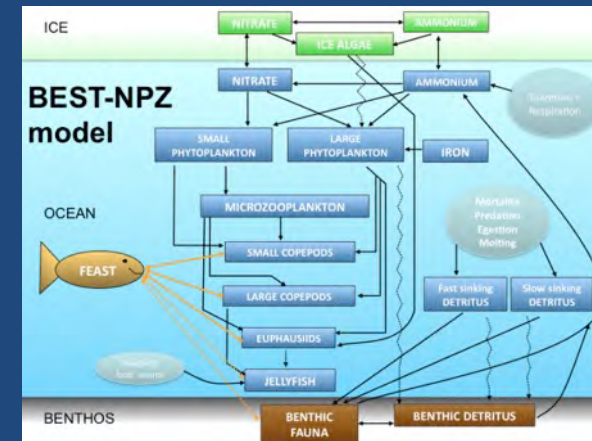 ICE
NITRATE
AMMONIUM
ICE ALGAE
BEST-NPZ
model
NITRATE
AMMONIUM
Respiration
SMALL
PHYTOPLANKTON
LARGE
PHYTOPLANKTON
IRON
OCEAN
MICROZOOPLANKTON
Mortality
Predation
Egestion
Molting
SMALL COPEPODS
FEAST
LARGE COPEPODS
Fast sinking
DETRITUS
Slow sinking
DETRITUS
EUPHAUSIIDS
JELLYFISH
BENTHOS
BENTHIC
FAUNA
BENTHIC DETRITUS